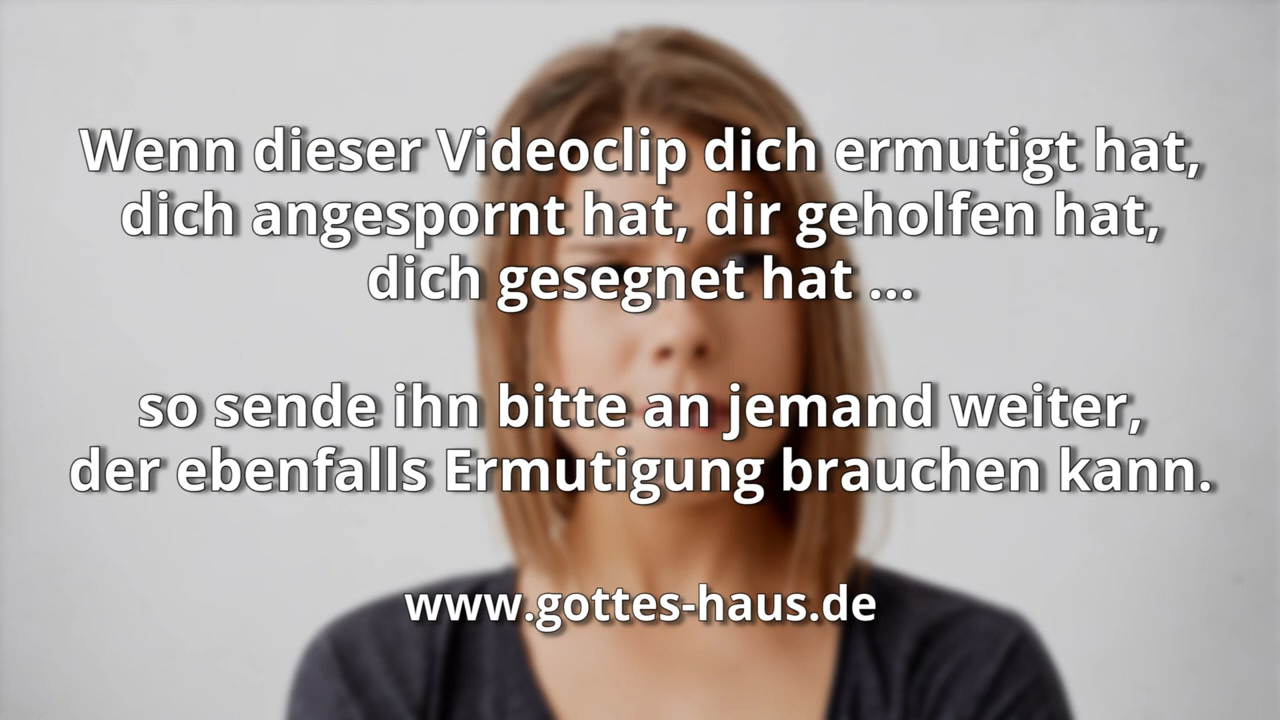 Wenn dieser Videoclip dich ermutigt hat,
dich angespornt hat, dir geholfen hat,
dich gesegnet hat ...
so sende ihn bitte an jemand weiter,
der ebenfalls Ermutigung brauchen kann.
www.gottes-haus.de